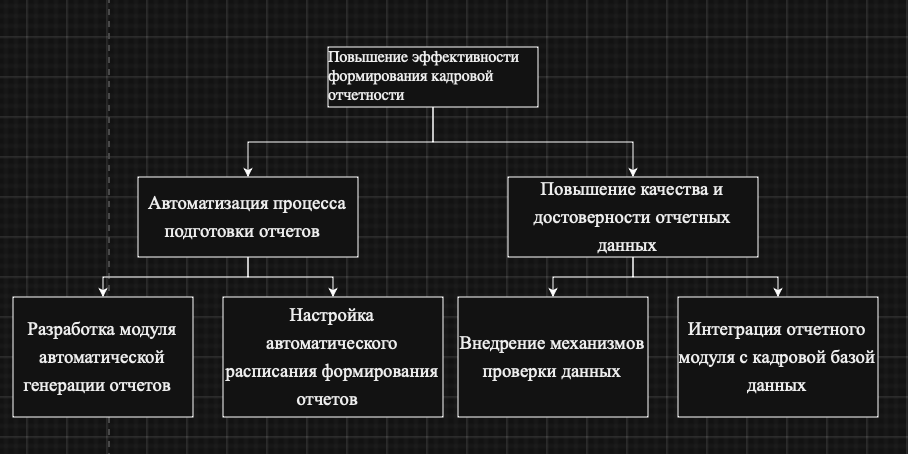 Повышение эффективности
формирования кадровой
отчетности
Автоматизация процесса
подготовки отчетов
Повышение качества и
достоверности отчетных
данных
Разработка модуля
автоматической
генерации отчетов
Настройка
автоматического
расписания формирования
отчетов
Внедрение механизмов
проверки данных
Интеграция отчетного
модуля с кадровой базой
данных